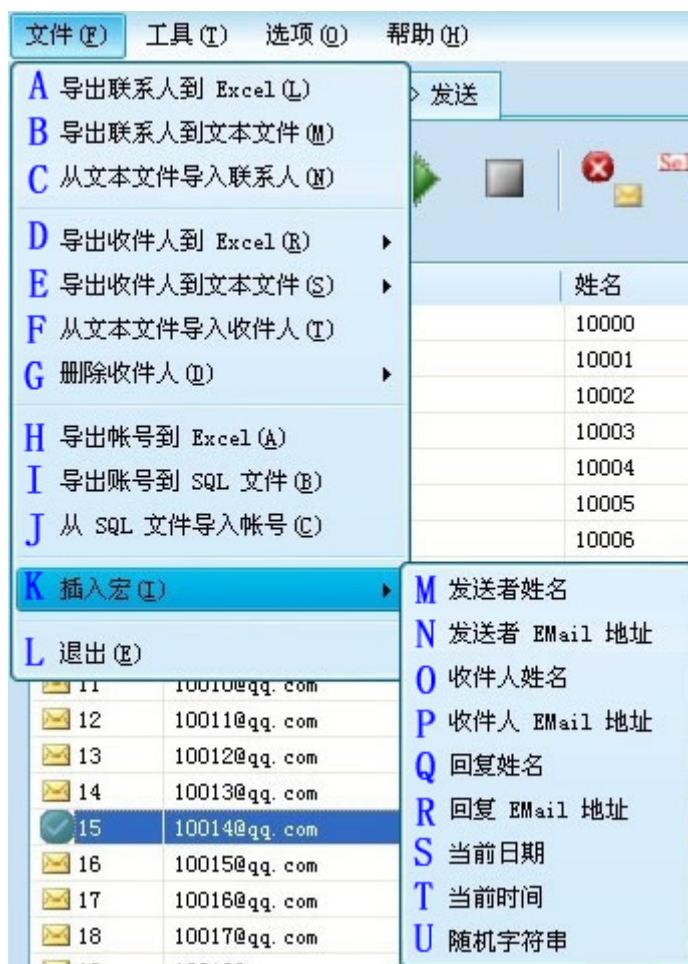 文件(F) 工具(T) 选项(O) 帮助(H)
A 导出联系人到 Excel(L)
> 发送
B 导出联系人到文本文件(M)
C 从文本文件导入联系人(N)
Sel
D 导出收件人到 Excel(R)
E 导出收件人到文本文件(S)
姓名
F 从文本文件导入收件人(T)
10000
G 删除收件人(D)
10001
10002
H 导出帐号到 Excel(A)
10003
I 导出账号到 SQL 文件(B)
10004
J 从 SQL 文件导入帐号(C)
10005
10006
K 插入宏(I)
M 发送者姓名
N 发送者 EMail 地址
L 退出(E)
O 收件人姓名
11 10010@qq.com
P 收件人 EMail 地址
12 10011@qq.com
13 10012@qq.com
Q 回复姓名
14 10013@qq.com
R 回复 EMail 地址
15 10014@qq.com
S 当前日期
16 10015@qq.com
T 当前时间
17 10016@qq.com
U 随机字符串
18 10017@qq.com